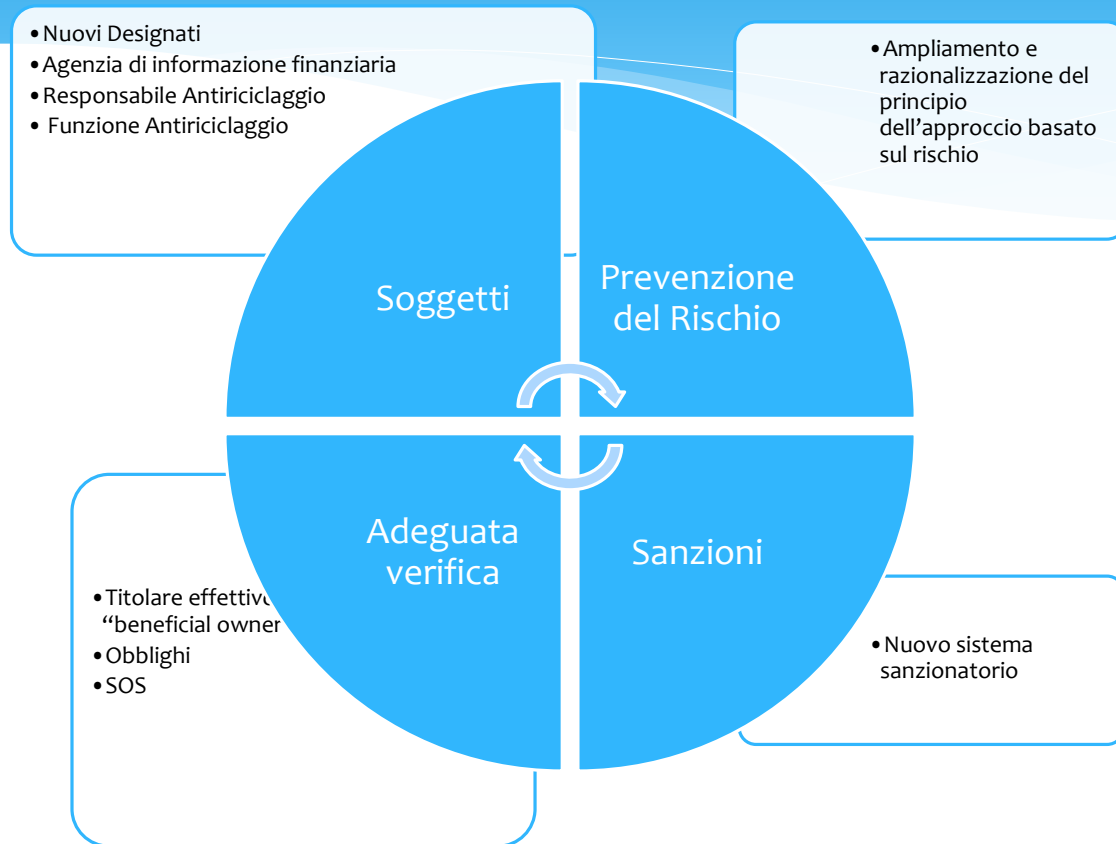 • Nuovi Designati
• Agenzia di informazione finanziaria
• Responsabile Antiriciclaggio
• Funzione Antiriciclaggio
• Ampliamento e
razionalizzazione del
principio
dell’approccio basato
sul rischio
Soggetti
Prevenzione
del Rischio
Adeguata
verifica
Sanzioni
• Titolare effettivo
“beneficial owner
• Obblighi
• SOS
• Nuovo sistema
sanzionatorio